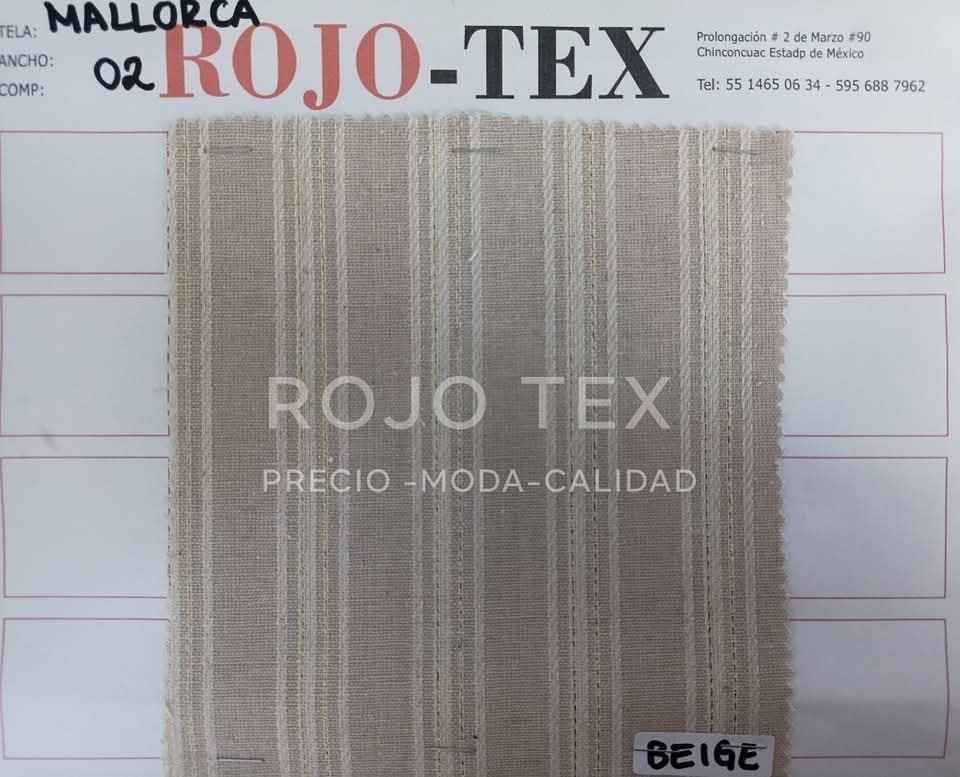 TELA: MALLORCA
ANCHO: 02
COMP:
ROJO-TEX
Prolongación # 2 de Marzo #90
Chinconcuac Estadp de México
Tel: 55 1465 06 34 - 595 688 7962
ROJO TEX
PRECIO -MODA-CALIDAD
BEIGE